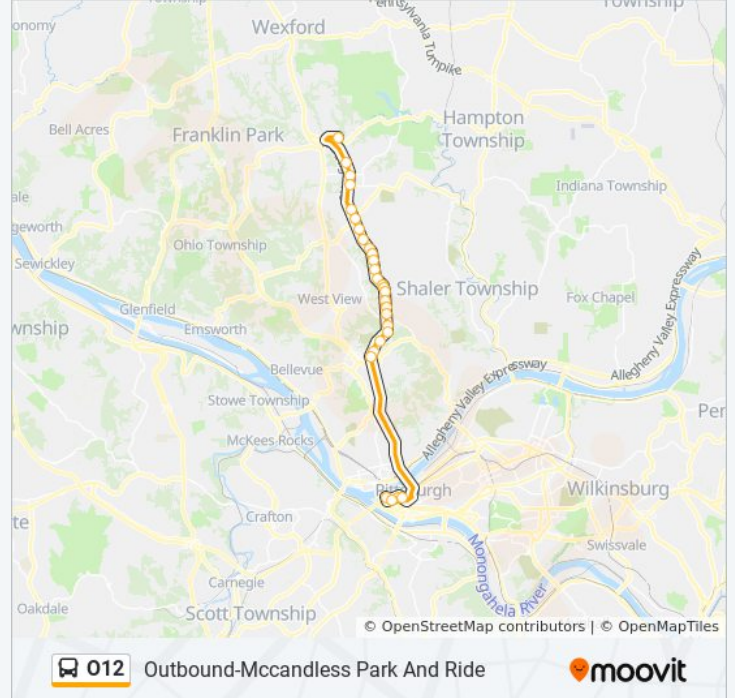 onomy
Township
Township
Wexford
Pennsylvania Turnpike
Township
Bell Acres
Franklin Park
Hampton
Township
Indiana Township
ale
geworth
Sewickley
Ohio Township
West View
Shaler Township
Fox Chapel
Allegheny Valley Expressway
Glenfield
wnship
Emsworth
Bellevue
Stowe Township
McKees Rocks
Allegheny Valley Expressway
Per
Pittsburgh
Wilkinsburg
te
Crafton
Swissvale
Monongahela River
Carnegie
Oakdale
Scott Township
© OpenStreetMap contributors | © OpenMapTiles
O12 Outbound-Mccandless Park And Ride
moovit